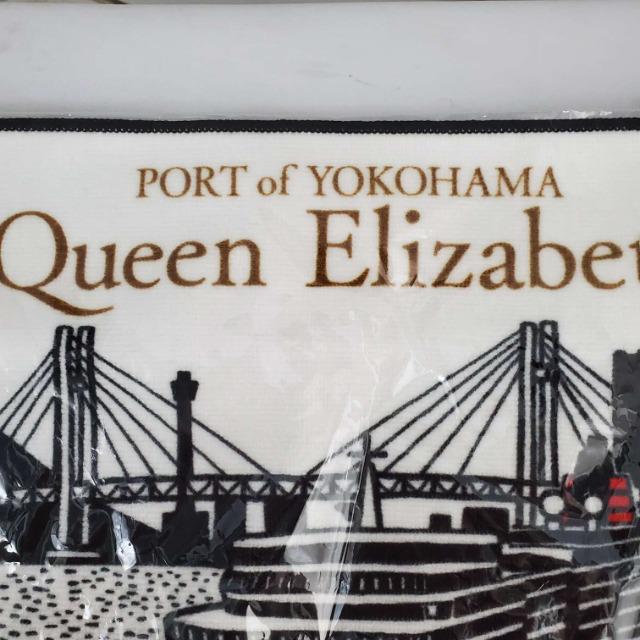 PORT of YOKOHAMA
Queen Elizabet